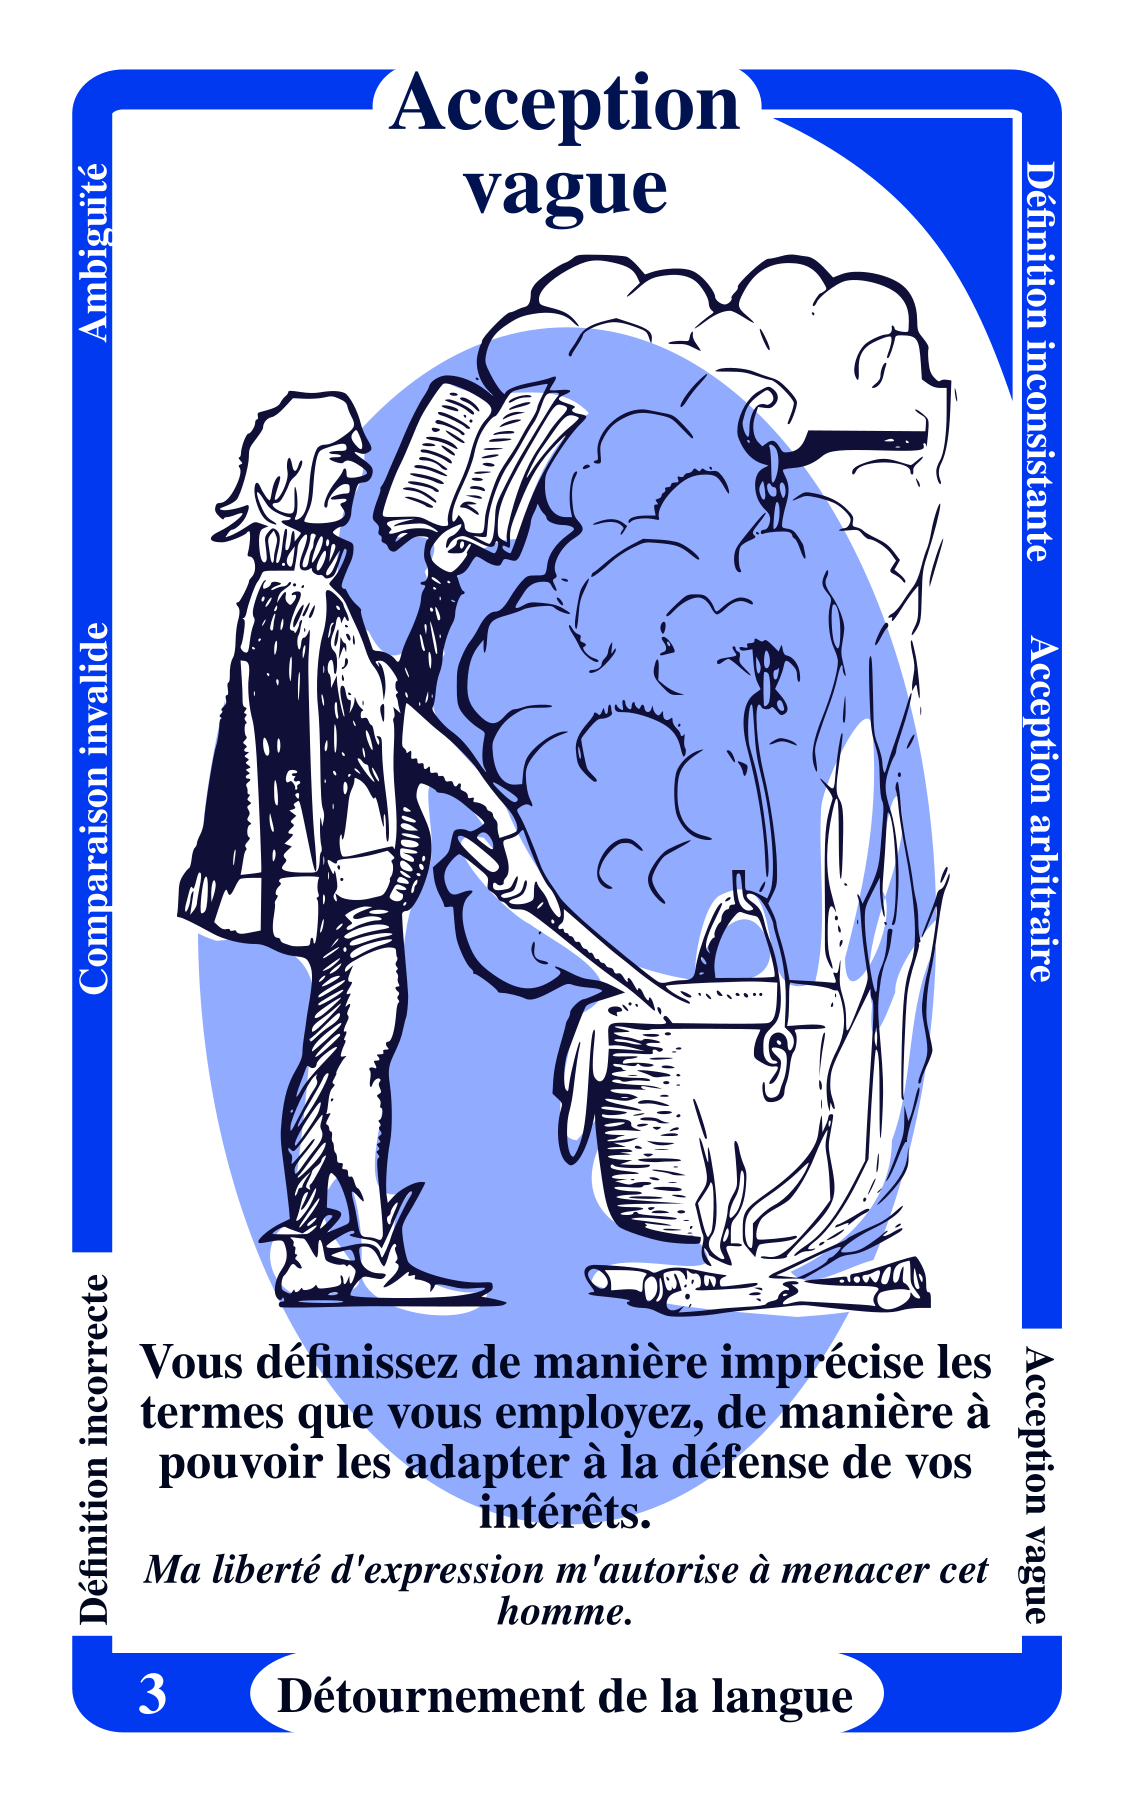 Acception
vague
Ambiguïté
Comparaison invalide
Définition incorrecte
Définition inconsistante
Acception arbitraire
Acception vague
Vous définissez de manière imprécise les
termes que vous employez, de manière à
pouvoir les adapter à la défense de vos
intérêts.
Ma liberté d'expression m'autorise à menacer cet
homme.
3
Détournement de la langue